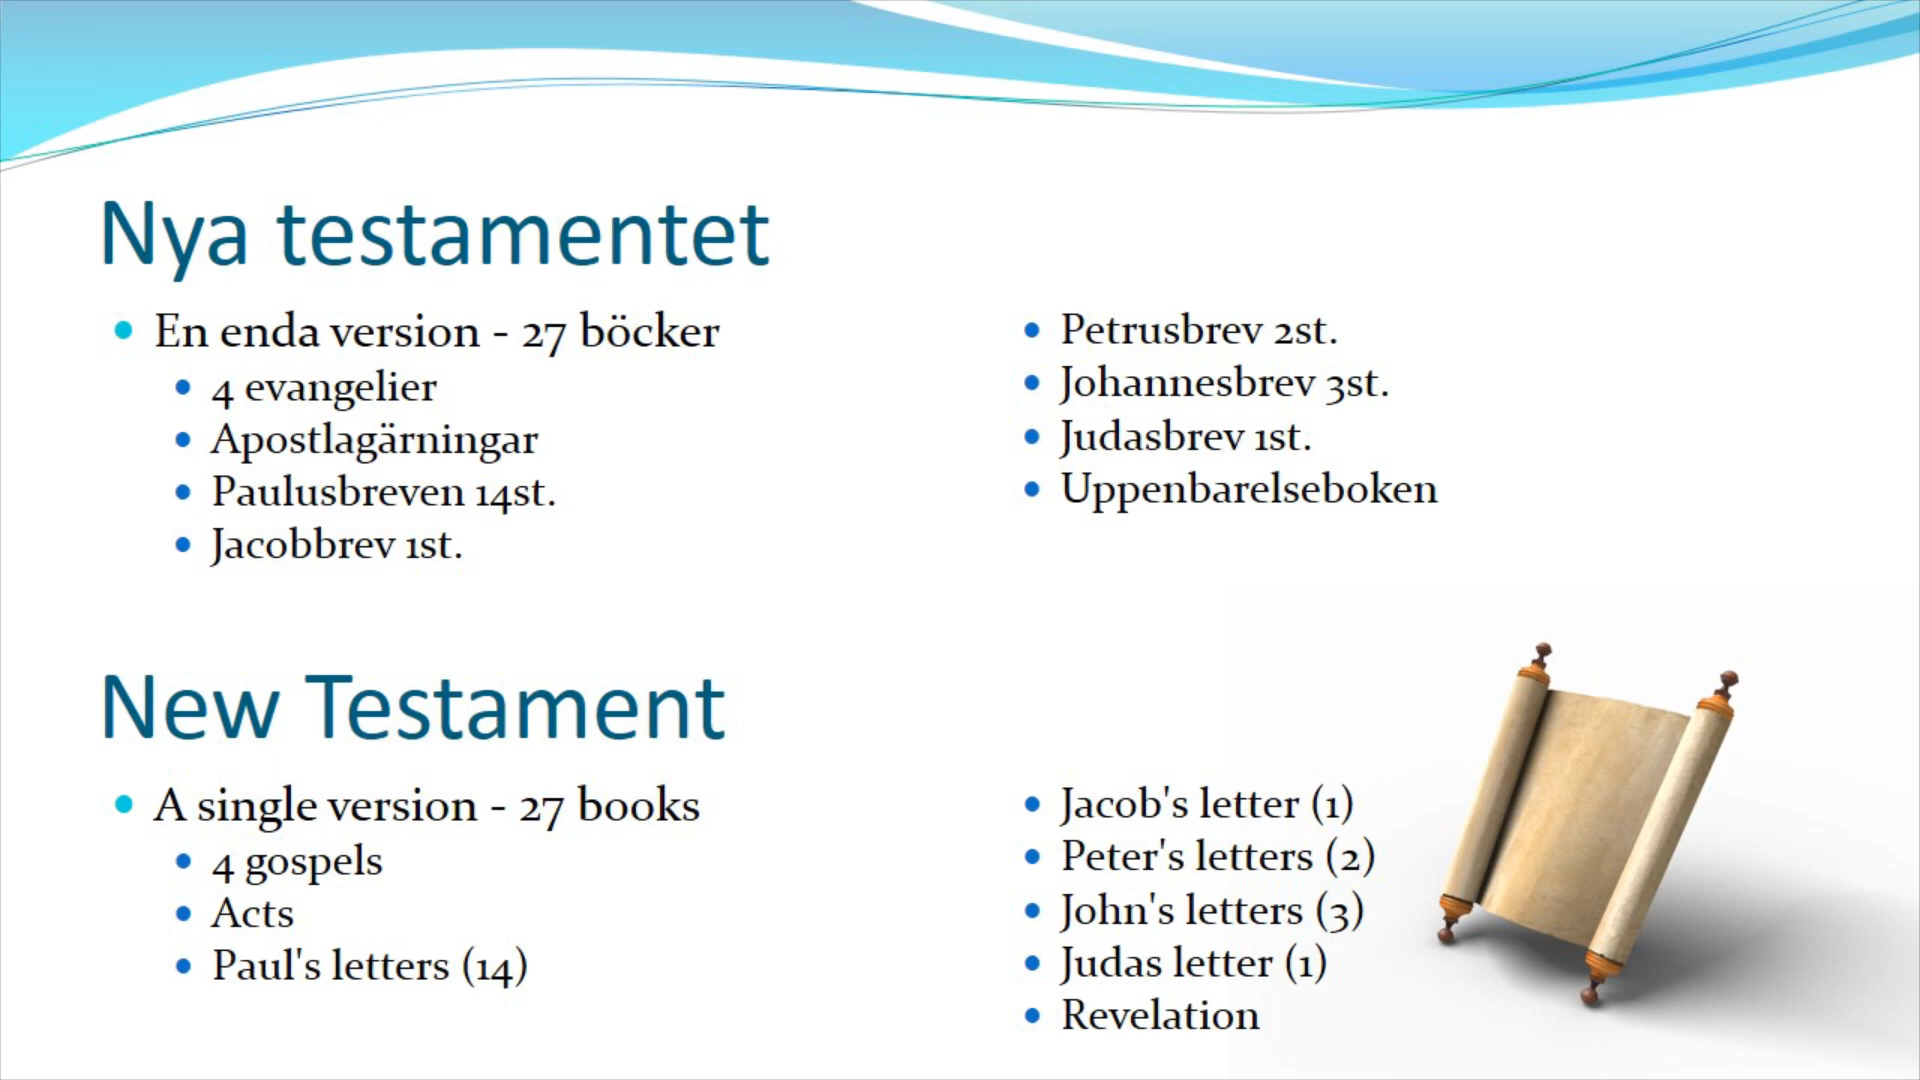 Nya testamentet
En enda version - 27 böcker
4 evangelier
Apostlagärningar
Paulusbreven 14st.
Jacobbrev 1st.
Petrusbrev 2st.
Johannesbrev 3st.
Judasbrev 1st.
Uppenbarelseboken
New Testament
A single version - 27 books
4 gospels
Acts
Paul's letters (14)
Jacob's letter (1)
Peter's letters (2)
John's letters (3)
Judas letter (1)
Revelation